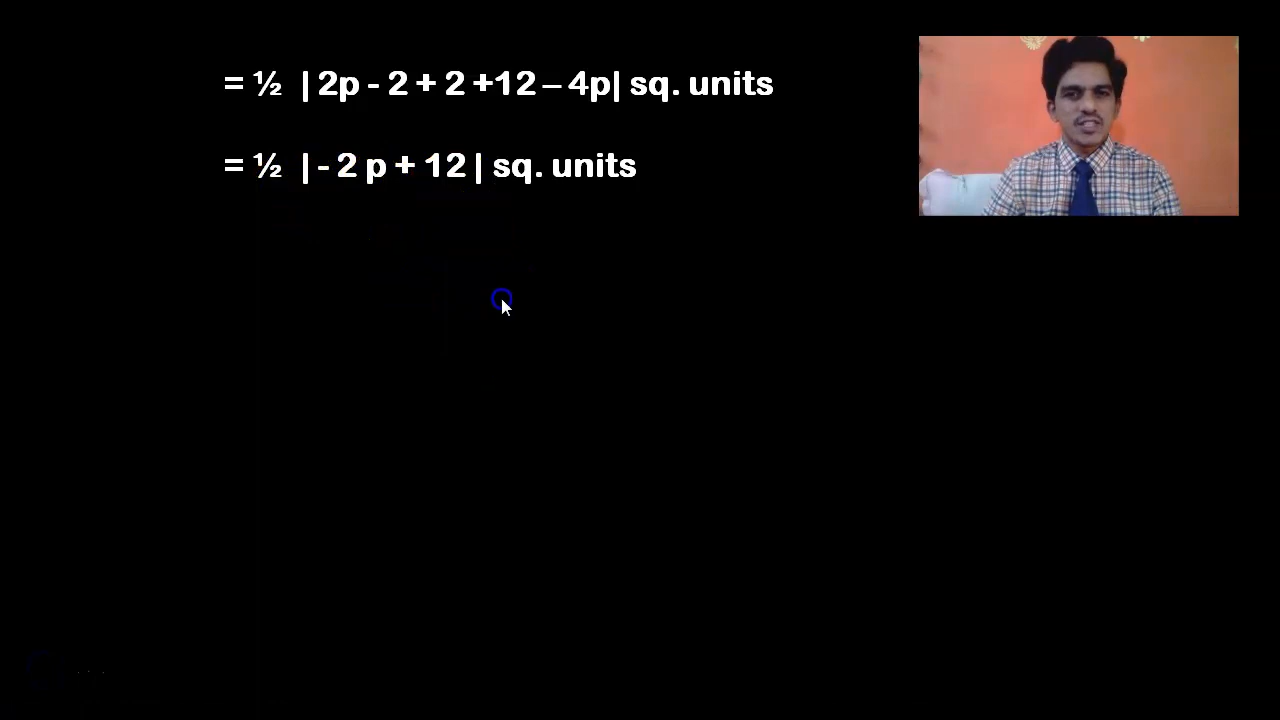 = ½ | 2p - 2 + 2 +12 – 4p| sq. units
= ½ | - 2 p + 12 | sq. units